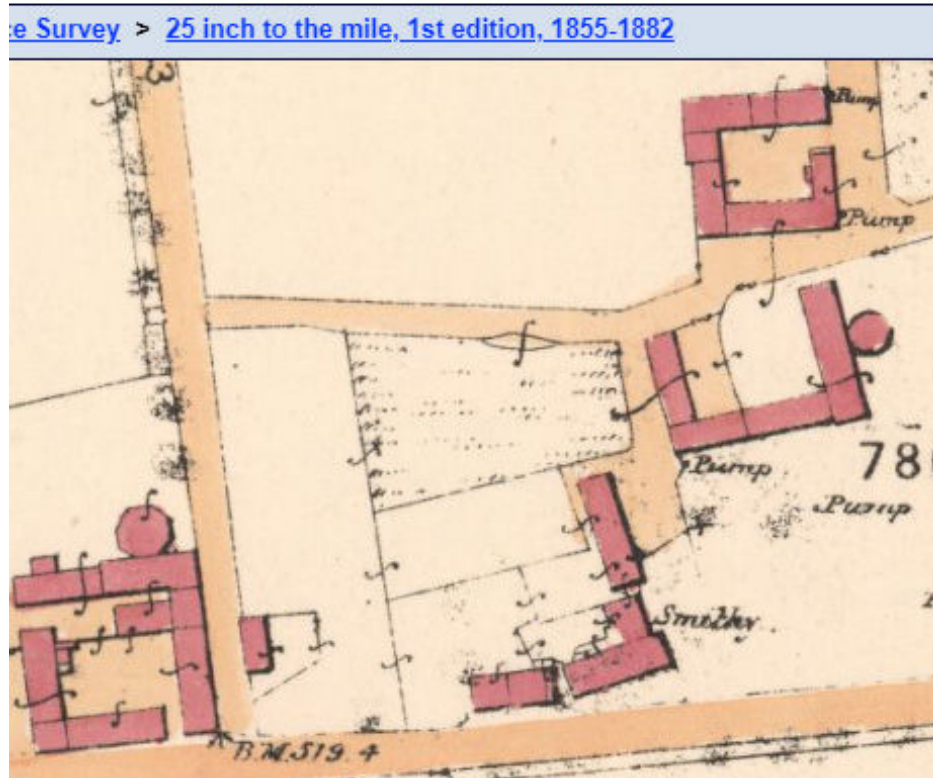 e Survey > 25 inch to the mile, 1st edition, 1855-1882
3
Pump
Pump
Pump
78
Pump
Smithy
B.M.519.4